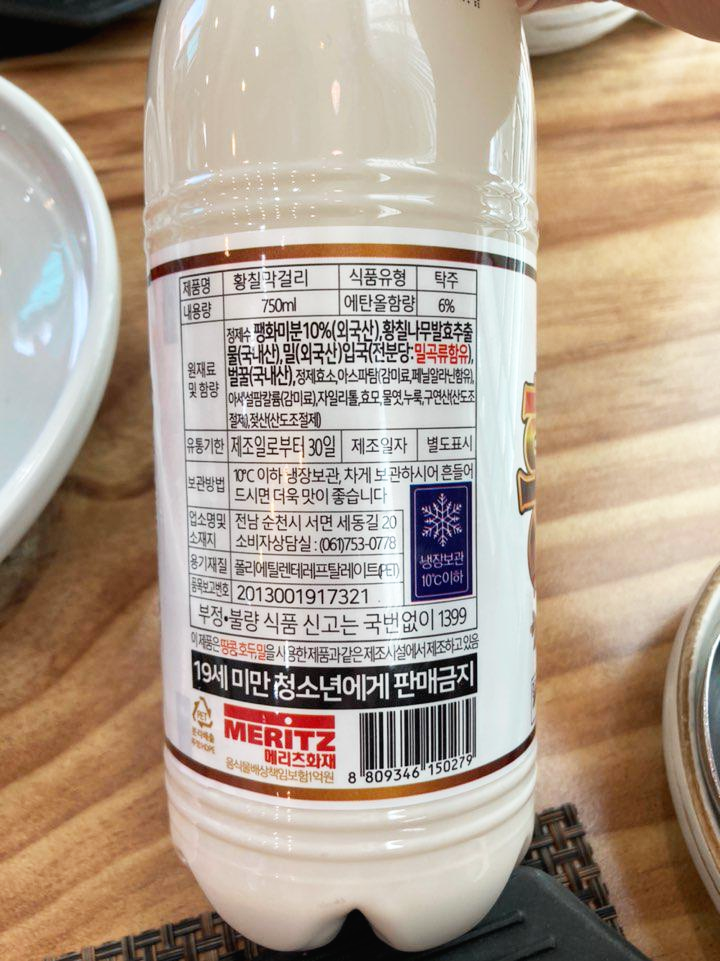 제품명 황칠막걸리 식품유형 탁주
내용량 750ml 에탄올함량 6%
원재료 및 함량
정제수, 팽화미분10%(외국산), 황칠나무발효추출
물(국내산), 밀(외국산)입국(전분당:밀곡류함유),
벌꿀(국내산), 정제효소, 아스파탐(감미료, 페닐알라닌함유),
아세설팜칼륨(감미료), 자일리톨, 효모, 물엿, 누룩, 구연산(산도조
절제), 젖산(산도조절제)
유통기한 제조일로부터 30일 제조일자 별도표시
보관방법 10℃ 이하 냉장보관, 차게 보관하시어 흔들어
드시면 더욱 맛이 좋습니다
업소명및 소재지 전남 순천시 서면 세동길 20
소비자상담실 : (061)753-0778
냉장보관
10℃이하
용기재질 폴리에틸렌테레프탈레이트(PET)
품목보고번호 2013001917321
부정•불량 식품 신고는 국번없이 1399
이 제품은 땅콩, 호두, 밀을 사용한 제품과 같은 제조시설에서 제조하고 있음
19세 미만 청소년에게 판매금지
PET
MERITZ
메리츠화재
음식물배상책임보험1억원
8 809346 150279